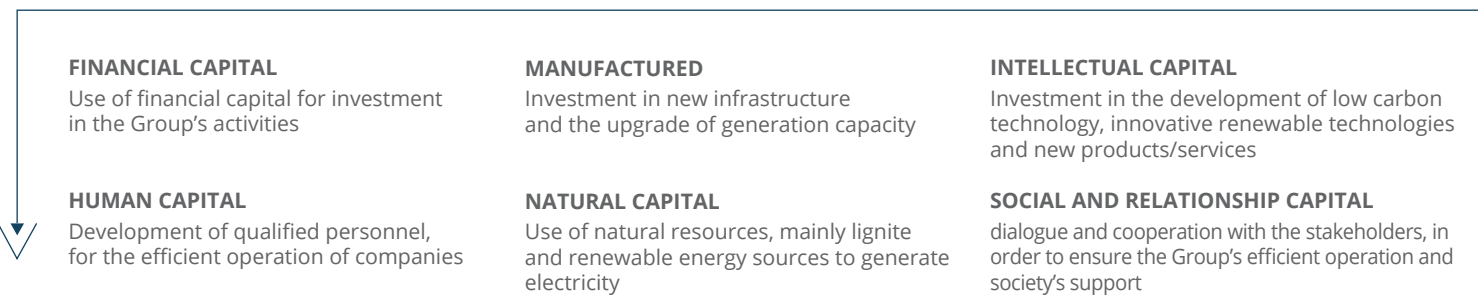 FINANCIAL CAPITAL
Use of financial capital for investment
in the Group's activities
MANUFACTURED
Investment in new infrastructure
and the upgrade of generation capacity
INTELLECTUAL CAPITAL
Investment in the development of low carbon
technology, innovative renewable technologies
and new products/services
HUMAN CAPITAL
Development of qualified personnel,
for the efficient operation of companies
NATURAL CAPITAL
Use of natural resources, mainly lignite
and renewable energy sources to generate
electricity
SOCIAL AND RELATIONSHIP CAPITAL
dialogue and cooperation with the stakeholders, in
order to ensure the Group's efficient operation and
society's support